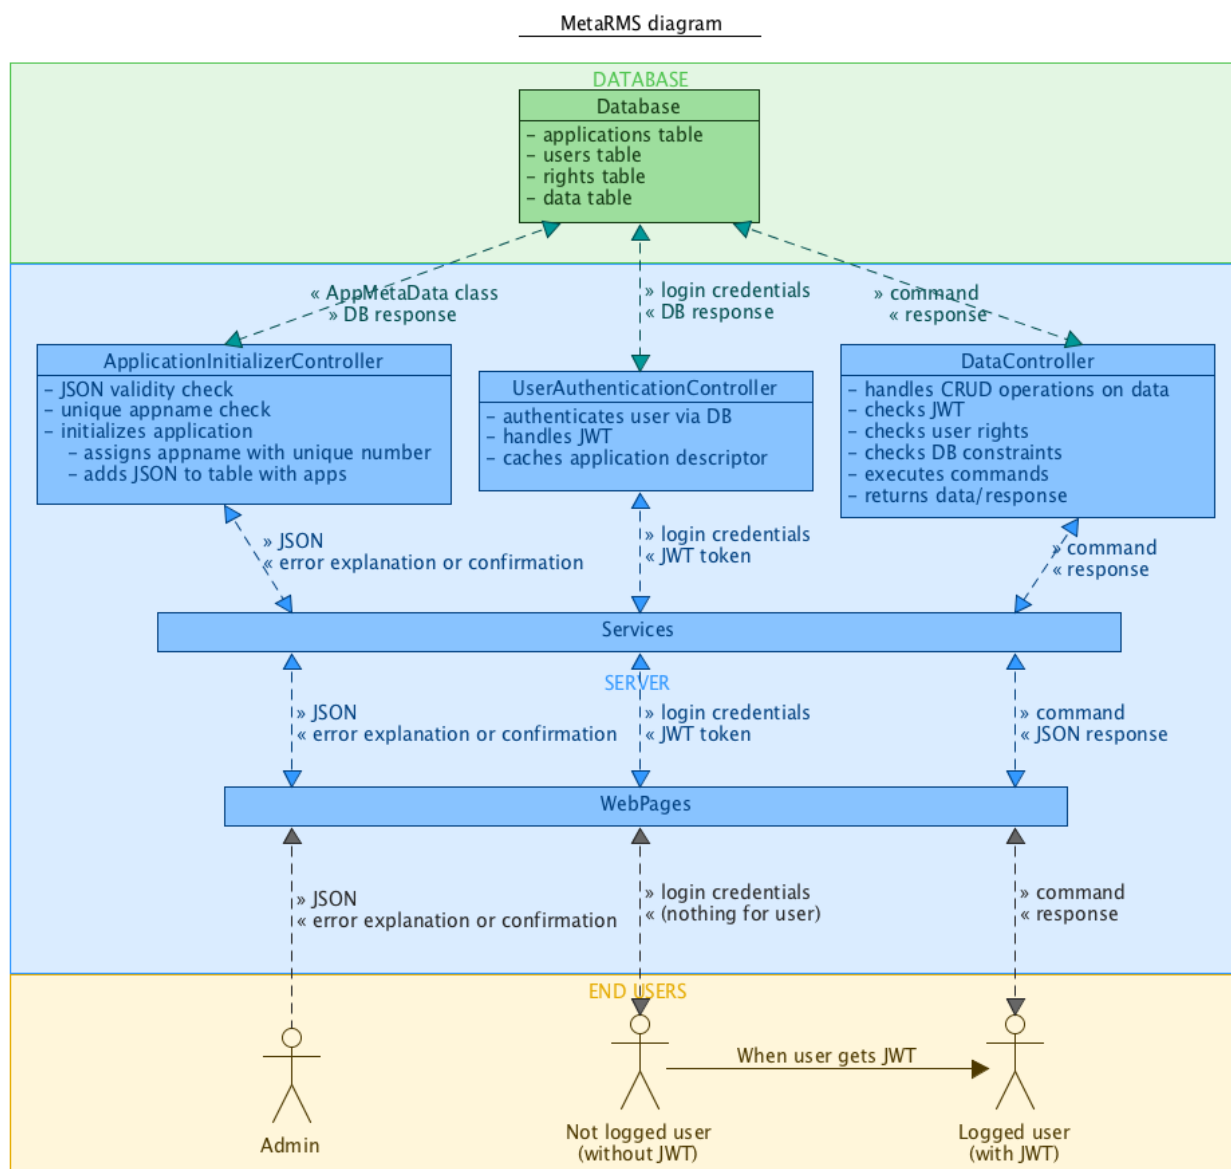 MetaRMS diagram
DATABASE
Database
– applications table
– users table
– rights table
– data table
« AppMetaData class
» DB response
» login credentials
« DB response
» command
« response
ApplicationInitializerController
– JSON validity check
– unique appname check
– initializes application
– assigns appname with unique number
– adds JSON to table with apps
UserAuthenticationController
– authenticates user via DB
– handles JWT
– caches application descriptor
DataController
– handles CRUD operations on data
– checks JWT
– checks user rights
– checks DB constraints
– executes commands
– returns data/response
» JSON
« error explanation or confirmation
» login credentials
« JWT token
» command
« response
Services
SERVER
» JSON
« error explanation or confirmation
» login credentials
« JWT token
» command
« JSON response
WebPages
» JSON
« error explanation or confirmation
» login credentials
« (nothing for user)
» command
« response
END USERS
When user gets JWT
Admin
Not logged user
(without JWT)
Logged user
(with JWT)